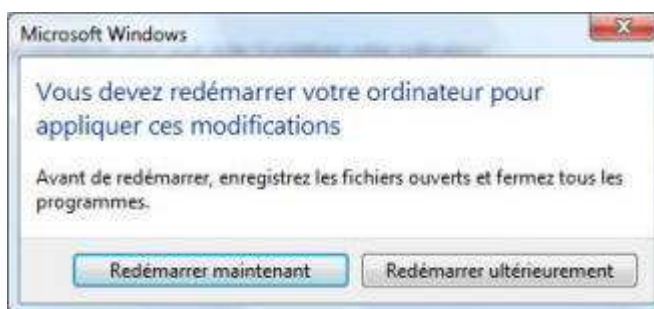 Microsoft Windows
Vous devez redémarrer votre ordinateur pour
appliquer ces modifications
Avant de redémarrer, enregistrez les fichiers ouverts et fermez tous les
programmes.
Redémarrer maintenant
Redémarrer ultérieurement